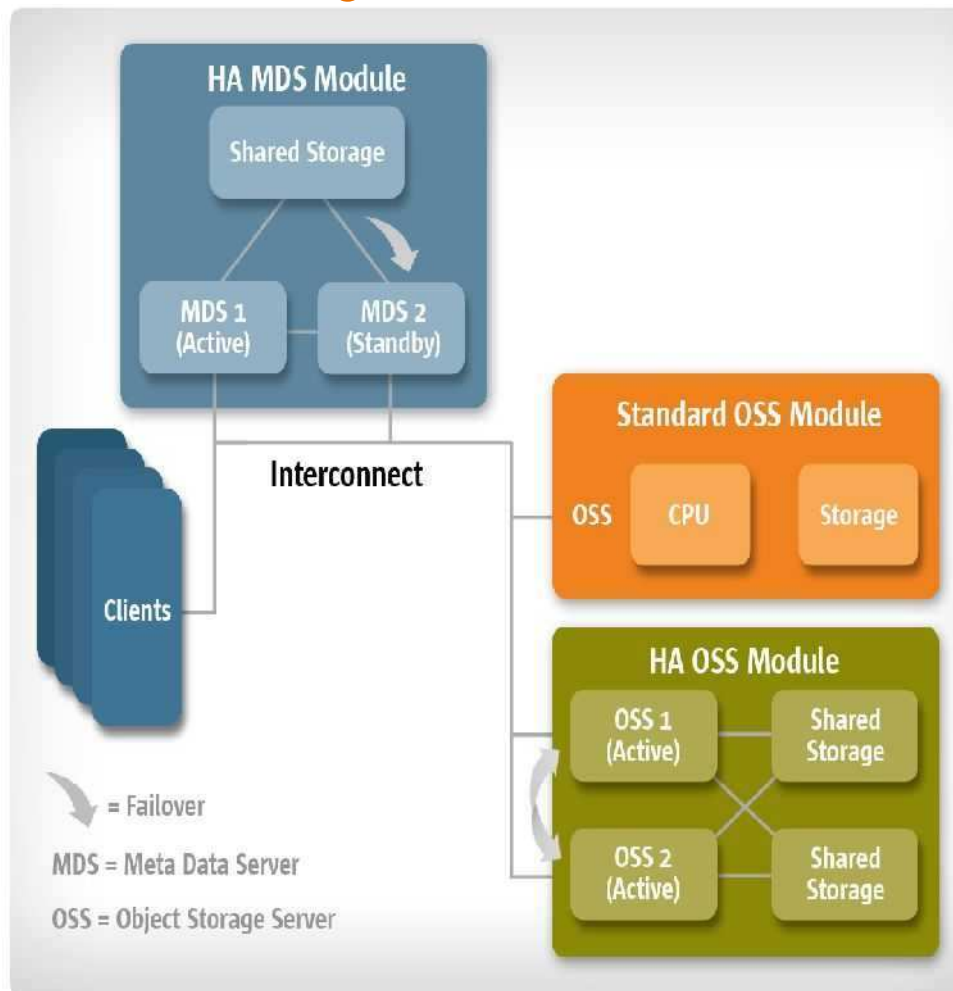 HA MDS Module
Shared Storage
MDS 1
(Active)
MDS 2
(Standby)
Interconnect
Clients
Standard OSS Module
OSS
CPU
Storage
HA OSS Module
OSS 1
(Active)
Shared
Storage
OSS 2
(Active)
Shared
Storage
= Failover
MDS = Meta Data Server
OSS = Object Storage Server